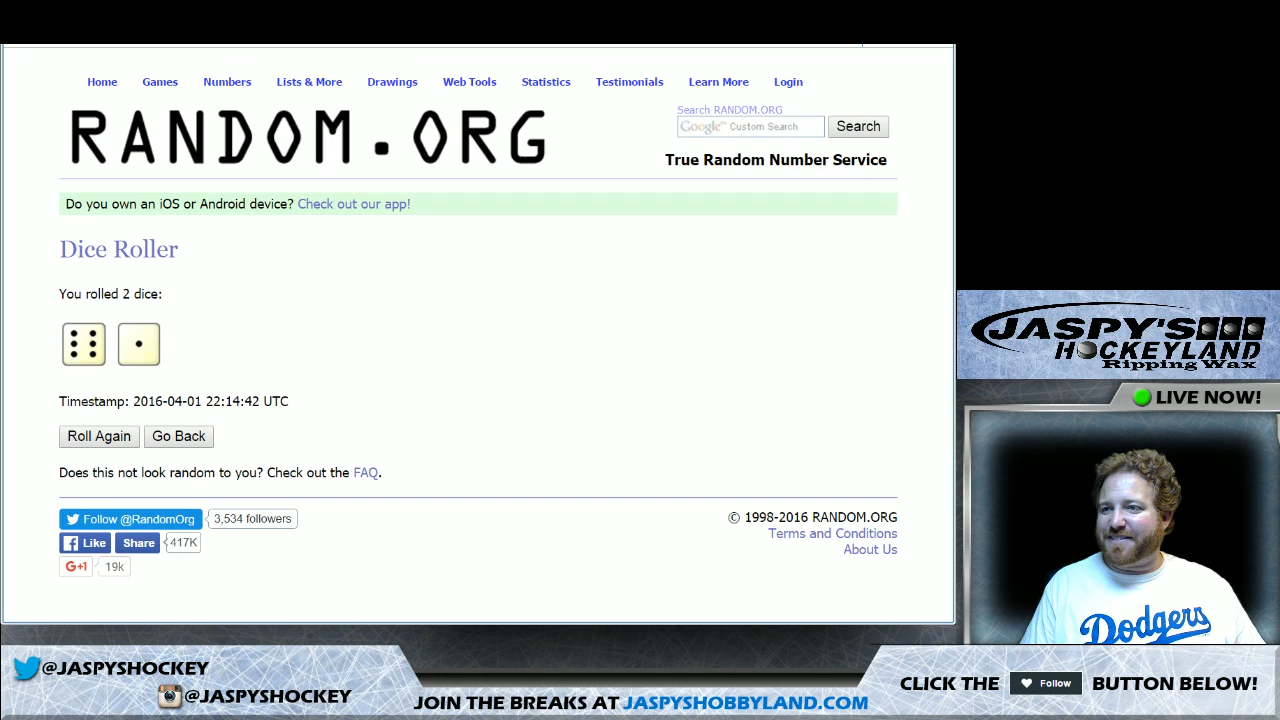 Home Games Numbers Lists & More Drawings Web Tools Statistics Testimonials Learn More Login
RANDOM.ORG
Search RANDOM.ORG
Google™ Custom Search Search
True Random Number Service
Do you own an iOS or Android device? Check out our app!
Dice Roller
You rolled 2 dice:
Timestamp: 2016-04-01 22:14:42 UTC
Roll Again Go Back
Does this not look random to you? Check out the FAQ.
Follow @RandomOrg 3,534 followers
Like Share 417K
G+1 19k
© 1998-2016 RANDOM.ORG
Terms and Conditions
About Us
JASPY'S
HOCKEYLAND
Ripping Wax
LIVE NOW!
Dodgers
@JASPYSHOCKEY
@JASPYSHOCKEY
JOIN THE BREAKS AT JASPYSHOBBYLAND.COM
CLICK THE Follow BUTTON BELOW!